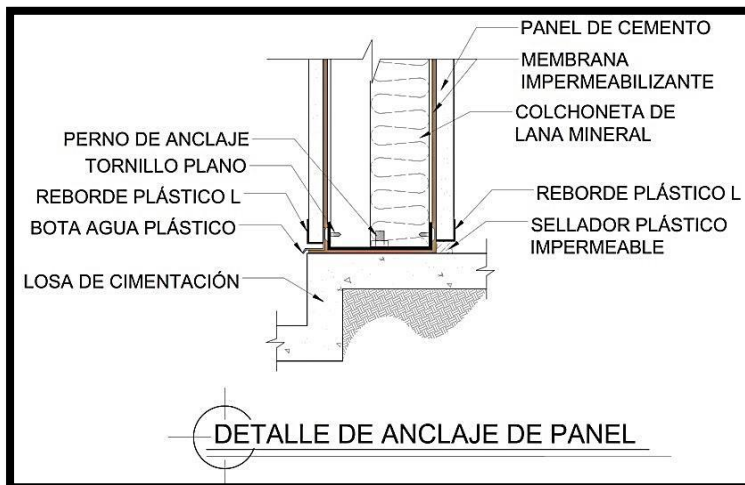 PANEL DE CEMENTO
MEMBRANA
IMPERMEABILIZANTE
COLCHONETA DE
LANA MINERAL
PERNO DE ANCLAJE
TORNILLO PLANO
REBORDE PLÁSTICO L
BOTA AGUA PLÁSTICO
LOSA DE CIMENTACIÓN
REBORDE PLÁSTICO L
SELLADOR PLÁSTICO
IMPERMEABLE
DETALLE DE ANCLAJE DE PANEL